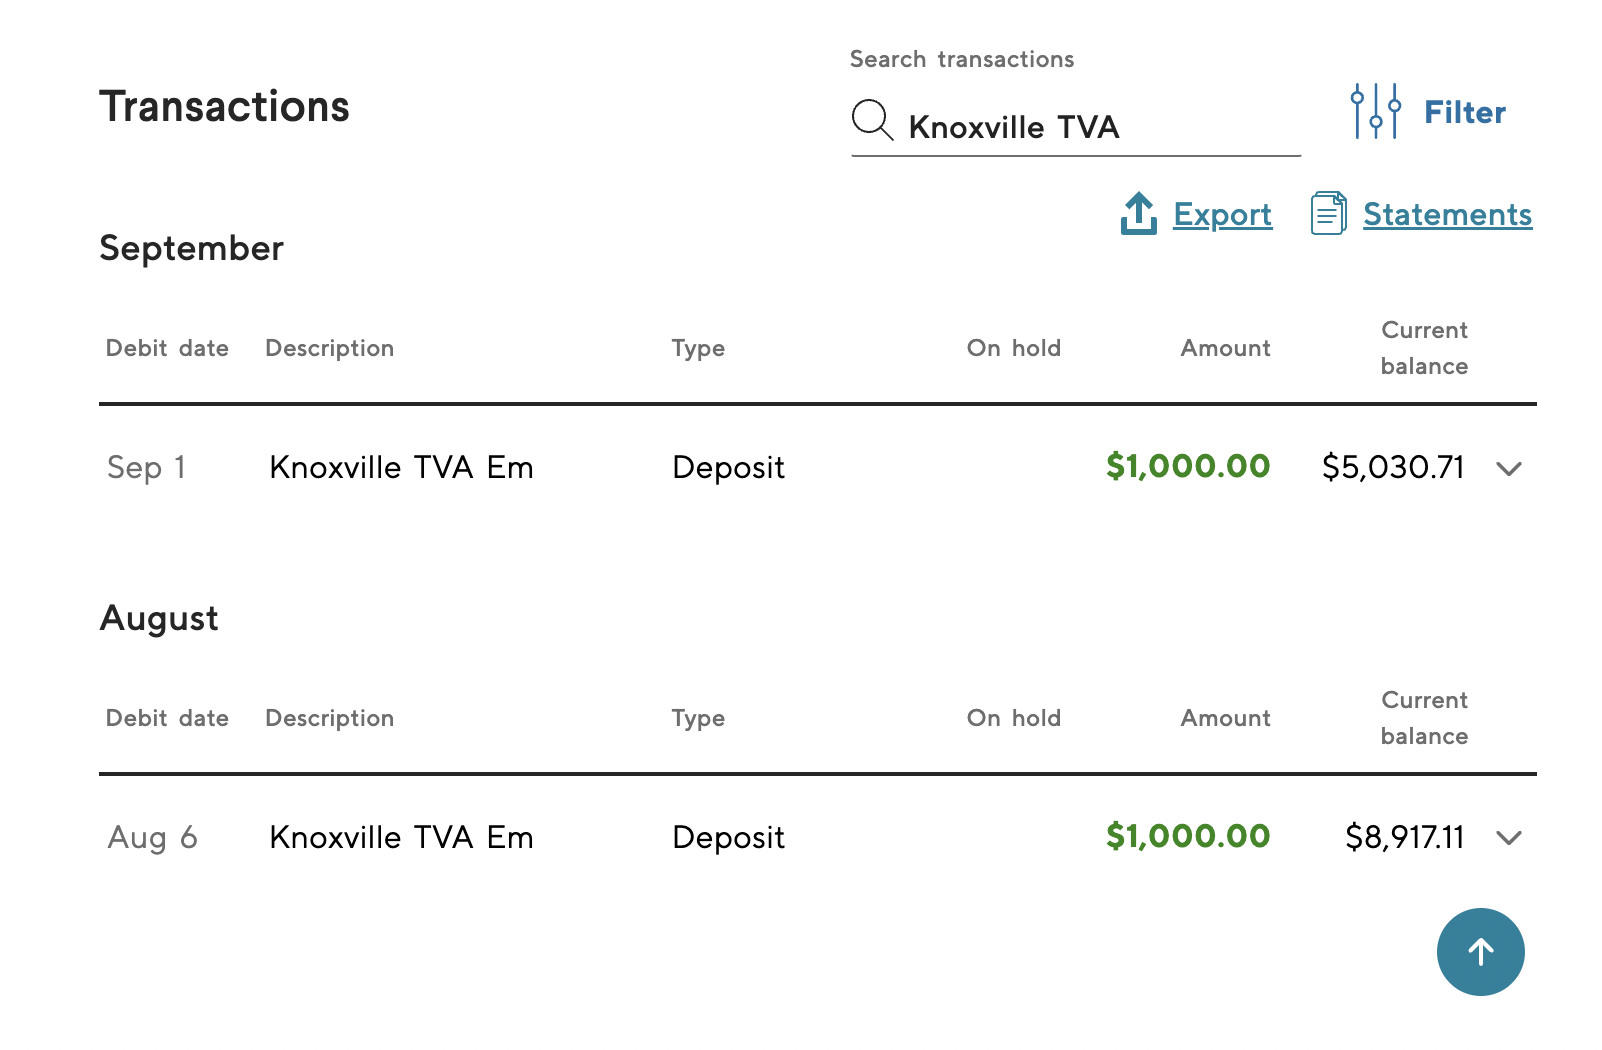 Search transactions
Transactions
Knoxville TVA
Filter
Export Statements
September
Debit date Description Type On hold Amount Current balance
Sep 1 Knoxville TVA Em Deposit $1,000.00 $5,030.71
August
Debit date Description Type On hold Amount Current balance
Aug 6 Knoxville TVA Em Deposit $1,000.00 $8,917.11